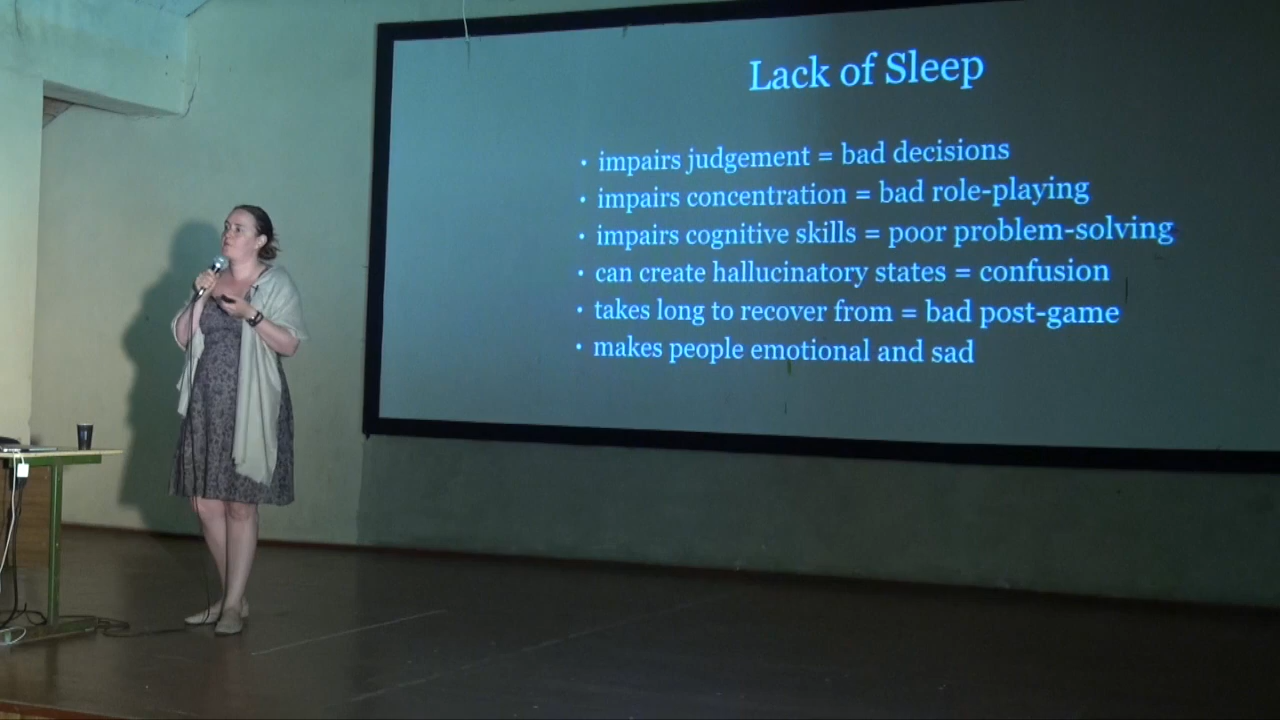 Lack of Sleep
• impairs judgement = bad decisions
• impairs concentration = bad role-playing
• impairs cognitive skills = poor problem-solving
• can create hallucinatory states = confusion
• takes long to recover from = bad post-game
• makes people emotional and sad